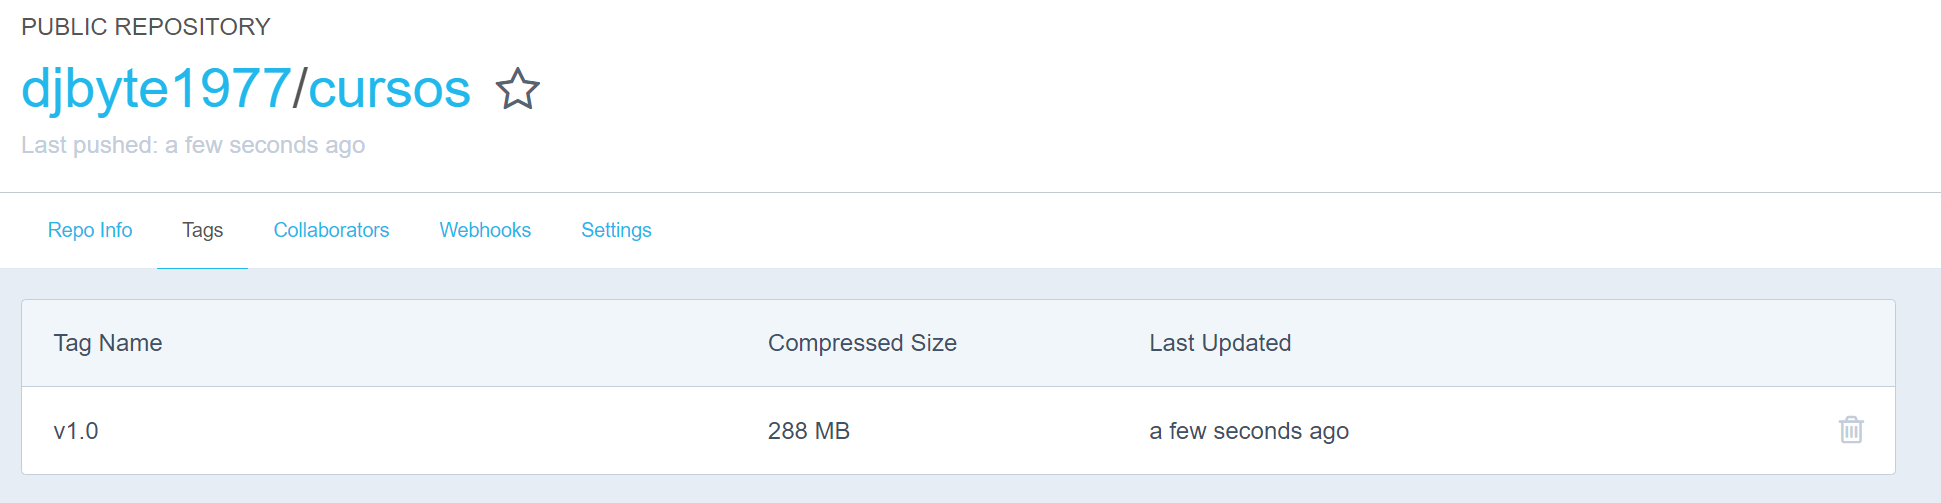 PUBLIC REPOSITORY
djbyte1977/cursos
Last pushed: a few seconds ago
Repo Info Tags Collaborators Webhooks Settings
Tag Name Compressed Size Last Updated
v1.0 288 MB a few seconds ago